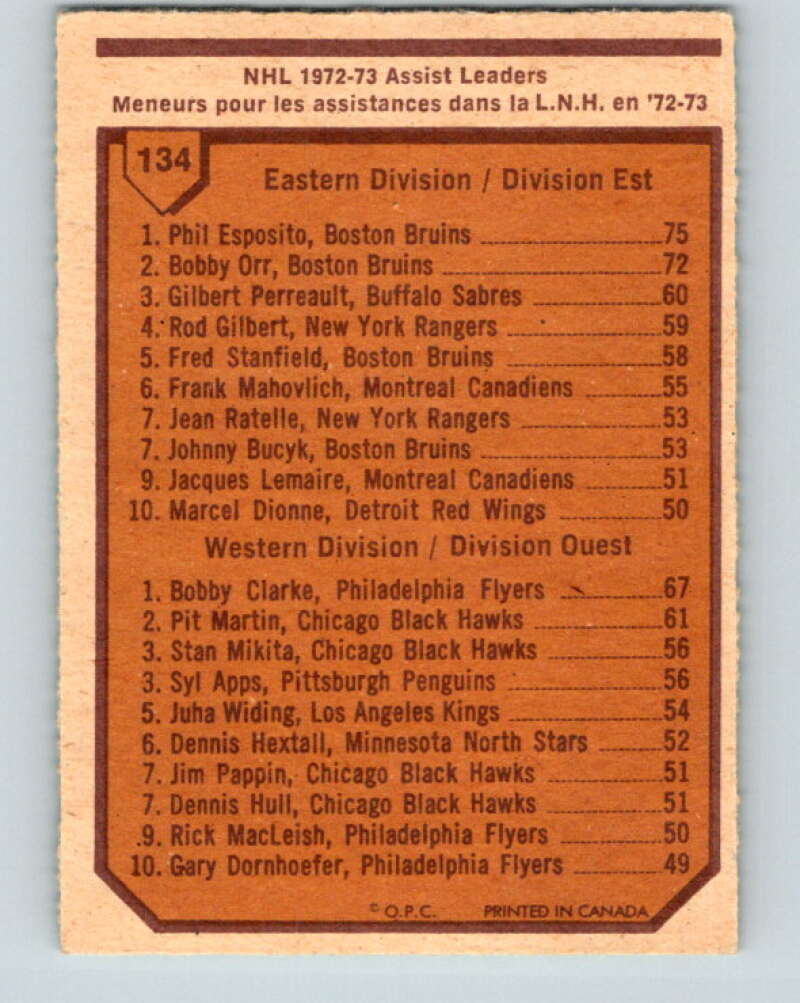 NHL 1972-73 Assist Leaders
Meneurs pour les assistances dans la L.N.H. en '72-73
134
Eastern Division / Division Est
1. Phil Esposito, Boston Bruins 75
2. Bobby Orr, Boston Bruins 72
3. Gilbert Perreault, Buffalo Sabres 60
4. Rod Gilbert, New York Rangers 59
5. Fred Stanfield, Boston Bruins 58
6. Frank Mahovlich, Montreal Canadiens 55
7. Jean Ratelle, New York Rangers 53
7. Johnny Bucyk, Boston Bruins 53
9. Jacques Lemaire, Montreal Canadiens 51
10. Marcel Dionne, Detroit Red Wings 50
Western Division / Division Ouest
1. Bobby Clarke, Philadelphia Flyers 67
2. Pit Martin, Chicago Black Hawks 61
3. Stan Mikita, Chicago Black Hawks 56
3. Syl Apps, Pittsburgh Penguins 56
5. Juha Widing, Los Angeles Kings 54
6. Dennis Hextall, Minnesota North Stars 52
7. Jim Pappin, Chicago Black Hawks 51
7. Dennis Hull, Chicago Black Hawks 51
9. Rick MacLeish, Philadelphia Flyers 50
10. Gary Dornhoefer, Philadelphia Flyers 49
© O.P.C. PRINTED IN CANADA